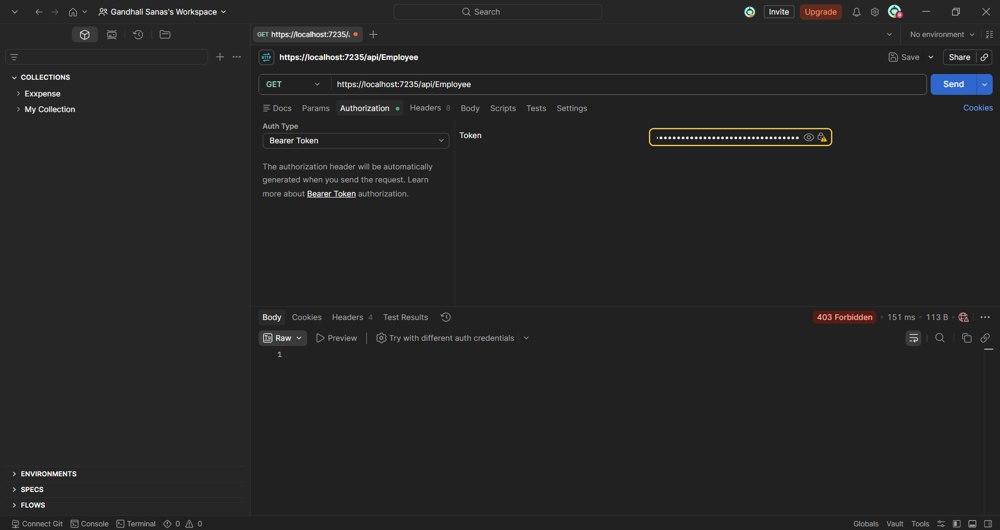 Gandhali Sanas's Workspace
Search
Invite
Upgrade
G
GET https://localhost:7235/
No environment
HTTP
https://localhost:7235/api/Employee
Save
Share
COLLECTIONS
Exxpense
My Collection
GET
https://localhost:7235/api/Employee
Send
Docs
Params
Authorization
Headers 8
Body
Scripts
Tests
Settings
Cookies
Auth Type
Bearer Token
The authorization header will be automatically
generated when you send the request. Learn
more about Bearer Token authorization.
Token
Body
Cookies
Headers 4
Test Results
403 Forbidden • 151 ms • 113 B •
Raw
Preview
Try with different auth credentials
1
ENVIRONMENTS
SPECS
FLOWS
Connect Git
Console
Terminal
0
0
Globals
Vault
Tools